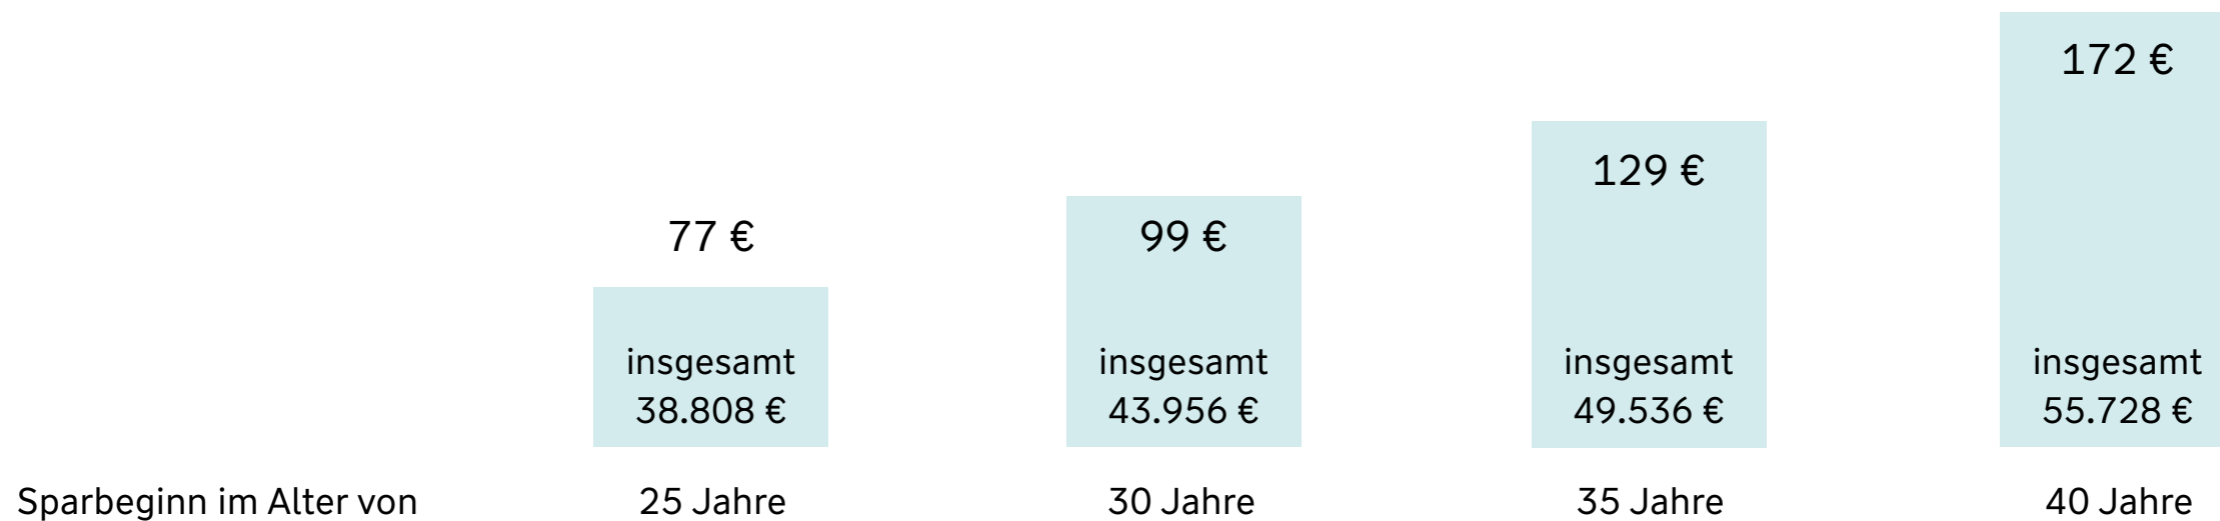 172 €
129 €
77 €
99 €
insgesamt
38.808 €
insgesamt
43.956 €
insgesamt
49.536 €
insgesamt
55.728 €
Sparbeginn im Alter von
25 Jahre
30 Jahre
35 Jahre
40 Jahre